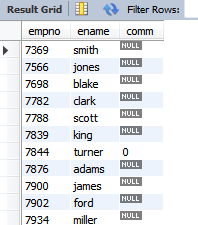 Result Grid Filter Rows:
empno ename comm
7369 smith NULL
7566 jones NULL
7698 blake NULL
7782 clark NULL
7788 scott NULL
7839 king NULL
7844 turner 0
7876 adams NULL
7900 james NULL
7902 ford NULL
7934 miller NULL